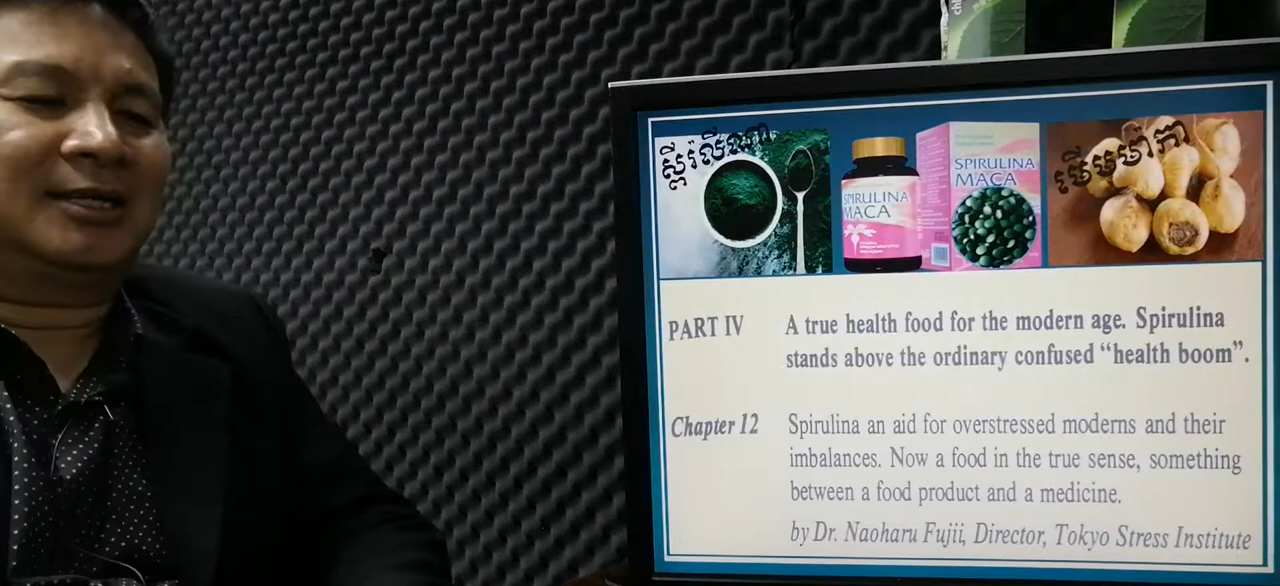 chl
ស្ពីរូលីណា
SPIRULINA
MACA
SPIRULINA
MACA
មើមម៉ាកា
PART IV
A true health food for the modern age. Spirulina
stands above the ordinary confused “health boom”.
Chapter 12
Spirulina an aid for overstressed moderns and their
imbalances. Now a food in the true sense, something
between a food product and a medicine.
by Dr. Naoharu Fujii, Director, Tokyo Stress Institute